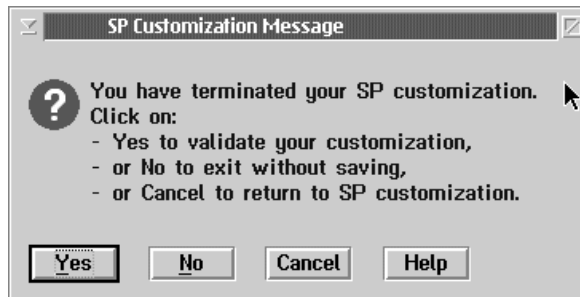 SP Customization Message
You have terminated your SP customization.
Click on:
- Yes to validate your customization,
- or No to exit without saving,
- or Cancel to return to SP customization.
Yes No Cancel Help